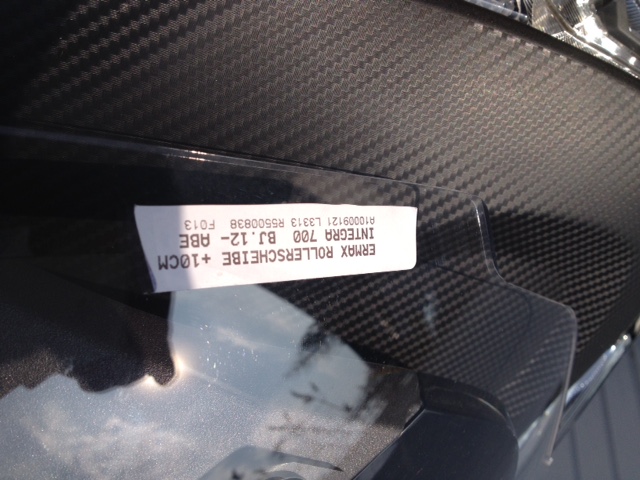 ERMAX ROLLERSCHEIBE +10CM
INTEGRA 700 BJ.12- ABE
A10009121 L3313 R5500838 F013